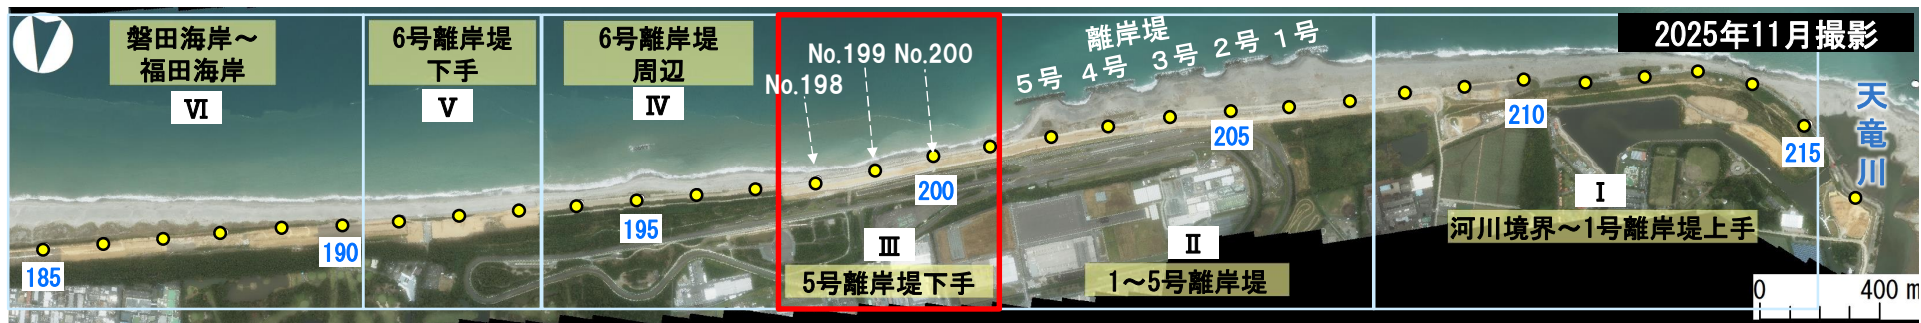 2025年11月撮影
磐田海岸～
福田海岸
Ⅵ
6号離岸堤
下手
Ⅴ
6号離岸堤
周辺
Ⅳ
No.198
No.199
No.200
離岸堤
5号 4号 3号 2号 1号
天竜川
185
190
195
200
205
210
215
Ⅲ
5号離岸堤下手
Ⅱ
1～5号離岸堤
Ⅰ
河川境界～1号離岸堤上手
0 400 m